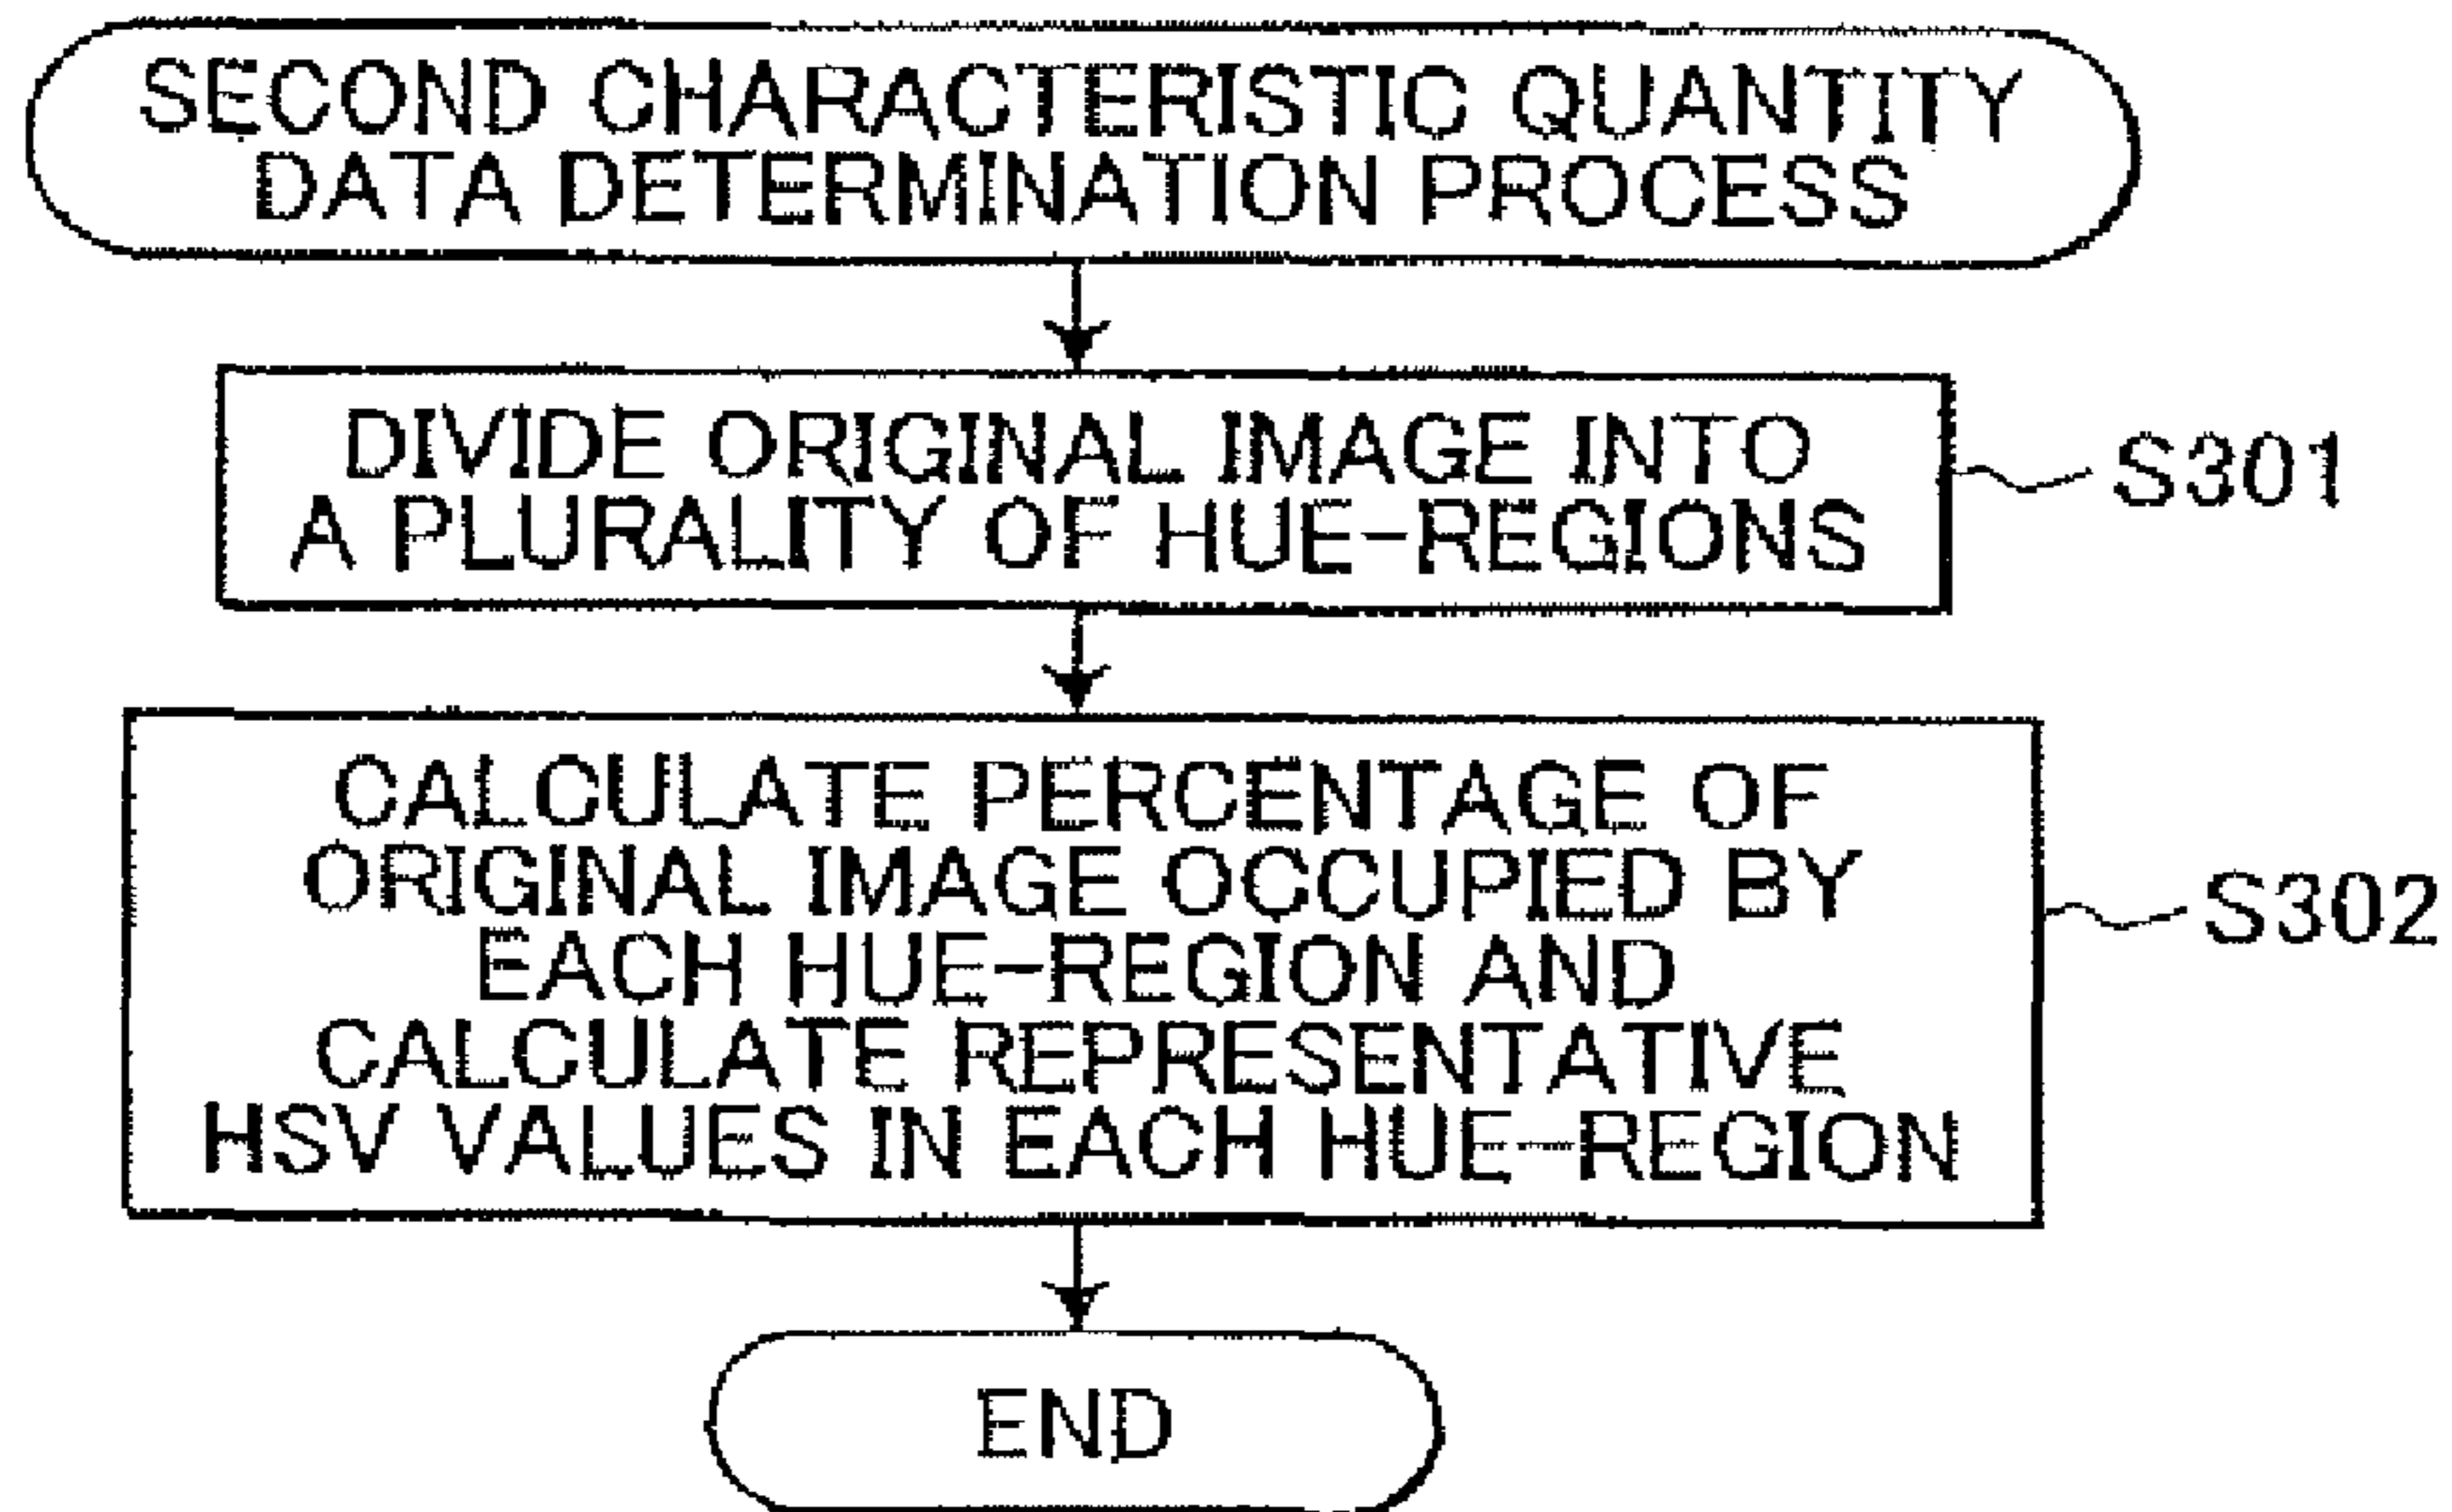 SECOND CHARACTERISTIC QUANTITY
DATA DETERMINATION PROCESS
DIVIDE ORIGINAL IMAGE INTO
A PLURALITY OF HUE-REGIONS
S301
CALCULATE PERCENTAGE OF
ORIGINAL IMAGE OCCUPIED BY
EACH HUE-REGION AND
CALCULATE REPRESENTATIVE
HSV VALUES IN EACH HUE-REGION
S302
END